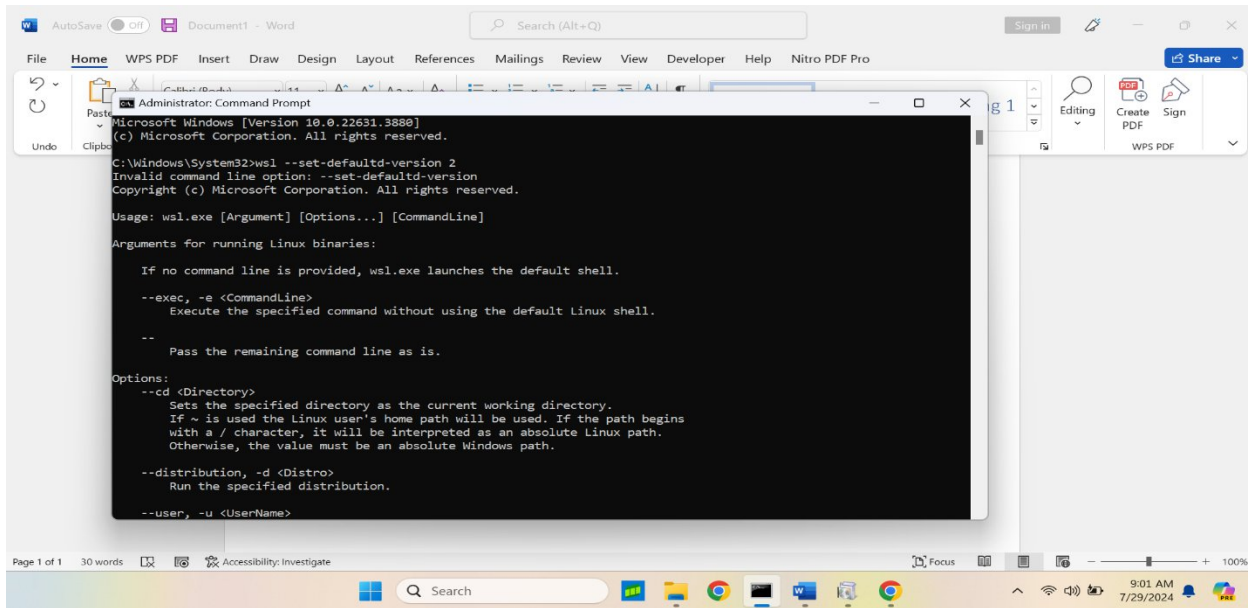 AutoSave Off Document1 - Word Search (Alt+Q) Sign in
File Home WPS PDF Insert Draw Design Layout References Mailings Review View Developer Help Nitro PDF Pro Share
Paste
Undo
Editing
Create PDF
Sign
WPS PDF
Administrator: Command Prompt
Microsoft Windows [Version 10.0.22631.3880]
(c) Microsoft Corporation. All rights reserved.
C:\Windows\System32>wsl --set-defaultd-version 2
Invalid command line option: --set-defaultd-version
Copyright (c) Microsoft Corporation. All rights reserved.
Usage: wsl.exe [Argument] [Options...] [CommandLine]
Arguments for running Linux binaries:
If no command line is provided, wsl.exe launches the default shell.
--exec, -e <CommandLine>
Execute the specified command without using the default Linux shell.
--
Pass the remaining command line as is.
Options:
--cd <Directory>
Sets the specified directory as the current working directory.
If ~ is used the Linux user's home path will be used. If the path begins
with a / character, it will be interpreted as an absolute Linux path.
Otherwise, the value must be an absolute Windows path.
--distribution, -d <Distro>
Run the specified distribution.
--user, -u <UserName>
Page 1 of 1 30 words Accessibility: Investigate Focus 100%
Search
9:01 AM
7/29/2024
PRE